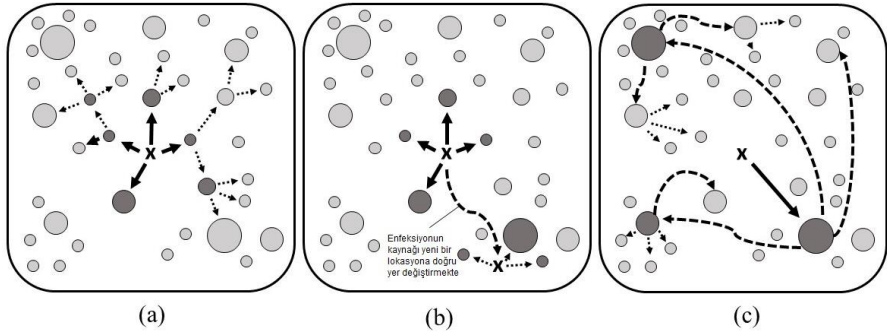 X
X
Enfeksiyonun
kaynağı yeni bir
lokasyona doğru
yer değiştirmekte
X
X
(a)
(b)
(c)